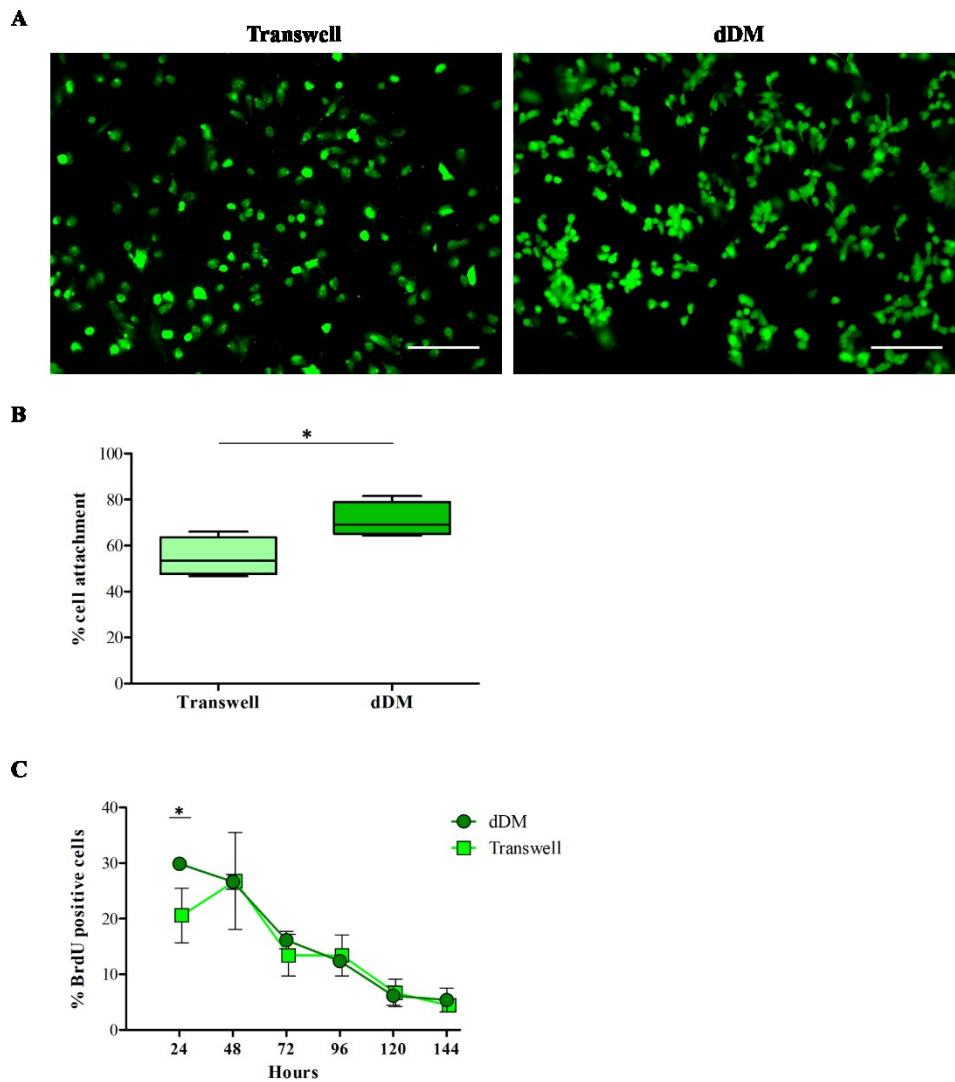 A
Transwell
dDM
B
*
100
80
60
40
20
0
% cell attachment
Transwell
dDM
C
*
40
30
20
10
0
% BrdU positive cells
dDM
Transwell
24 48 72 96 120 144
Hours